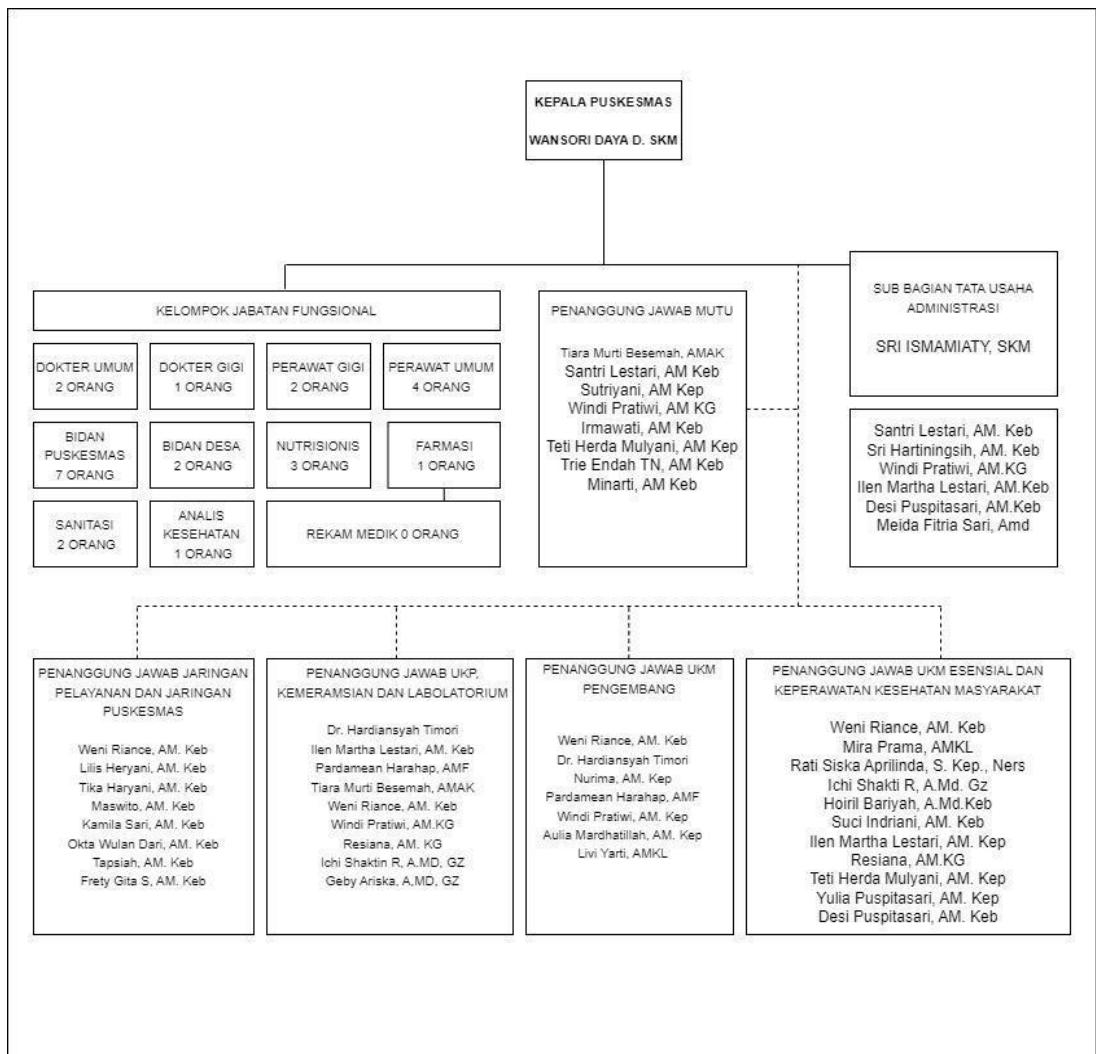 KEPALA PUSKESMAS
WANSORI DAYA D. SKM
KELOMPOK JABATAN FUNGSIONAL
DOKTER UMUM
2 ORANG
DOKTER GIGI
1 ORANG
PERAWAT GIGI
2 ORANG
PERAWAT UMUM
4 ORANG
BIDAN
PUSKESMAS
7 ORANG
BIDAN DESA
2 ORANG
NUTRISIONIS
3 ORANG
FARMASI
1 ORANG
SANITASI
2 ORANG
ANALIS
KESEHATAN
1 ORANG
REKAM MEDIK 0 ORANG
PENANGGUNG JAWAB MUTU
Tiara Murti Besemah, AMAK
Santri Lestari, AM Keb
Sutriyani, AM Kep
Windi Pratiwi, AM KG
Irmawati, AM Keb
Teti Herda Mulyani, AM Kep
Trie Endah TN, AM Keb
Minarti, AM Keb
SUB BAGIAN TATA USAHA
ADMINISTRASI
SRI ISMAMIATY, SKM
Santri Lestari, AM. Keb
Sri Hartiningsih, AM. Keb
Windi Pratiwi, AM.KG
Ilen Martha Lestari, AM.Keb
Desi Puspitasari, AM.Keb
Meida Fitria Sari, Amd
PENANGGUNG JAWAB JARINGAN
PELAYANAN DAN JARINGAN
PUSKESMAS
Weni Riance, AM. Keb
Lilis Heryani, AM. Keb
Tika Haryani, AM. Keb
Maswito, AM. Keb
Kamila Sari, AM. Keb
Okta Wulan Dari, AM. Keb
Tapsiah, AM. Keb
Frety Gita S, AM. Keb
PENANGGUNG JAWAB UKP,
KEMERAMSIAN DAN LABOLATORIUM
Dr. Hardiansyah Timori
Ilen Martha Lestari, AM. Keb
Pardamean Harahap, AMF
Tiara Murti Besemah, AMAK
Weni Riance, AM. Keb
Windi Pratiwi, AM.KG
Resiana, AM. KG
Ichi Shaktin R, A.MD, GZ
Geby Ariska, A,MD, GZ
PENANGGUNG JAWAB UKM
PENGEMBANG
Weni Riance, AM. Keb
Dr. Hardiansyah Timori
Nurima, AM. Kep
Pardamean Harahap, AMF
Windi Pratiwi, AM. Kep
Aulia Mardhatillah, AM. Kep
Livi Yarti, AMKL
PENANGGUNG JAWAB UKM ESENSIAL DAN
KEPERAWATAN KESEHATAN MASYARAKAT
Weni Riance, AM. Keb
Mira Prama, AMKL
Rati Siska Aprilinda, S. Kep., Ners
Ichi Shakti R, A.Md. Gz
Hoiril Bariyah, A.Md.Keb
Suci Indriani, AM. Keb
Ilen Martha Lestari, AM. Kep
Resiana, AM.KG
Teti Herda Mulyani, AM. Kep
Yulia Puspitasari, AM. Kep
Desi Puspitasari, AM. Keb